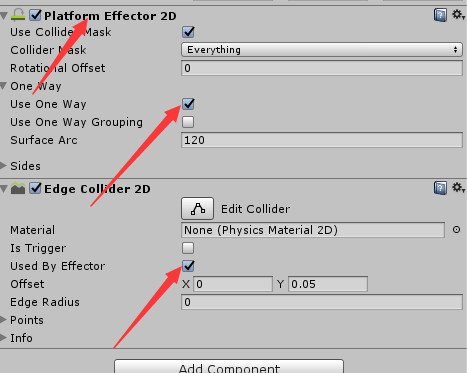 Platform Effector 2D
Use Collider Mask
Collider Mask Everything
Rotational Offset 0
One Way
Use One Way
Use One Way Grouping
Surface Arc 120
Sides
Edge Collider 2D
Edit Collider
Material None (Physics Material 2D)
Is Trigger
Used By Effector
Offset X 0 Y 0.05
Edge Radius 0
Points
Info
Add Component